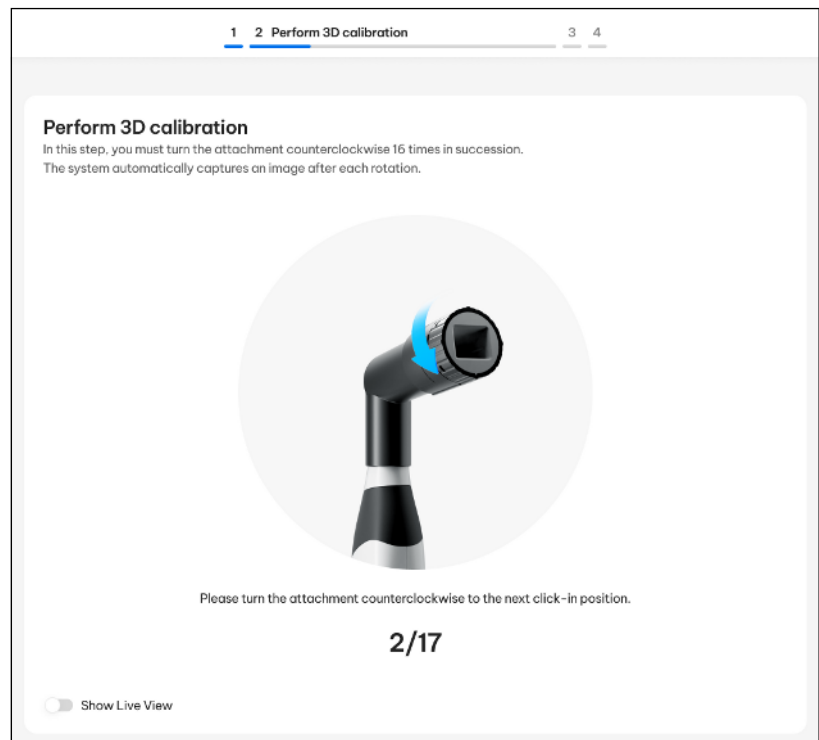 1 2 Perform 3D calibration 3 4
Perform 3D calibration
In this step, you must turn the attachment counterclockwise 16 times in succession.
The system automatically captures an image after each rotation.
Please turn the attachment counterclockwise to the next click-in position.
2/17
Show Live View